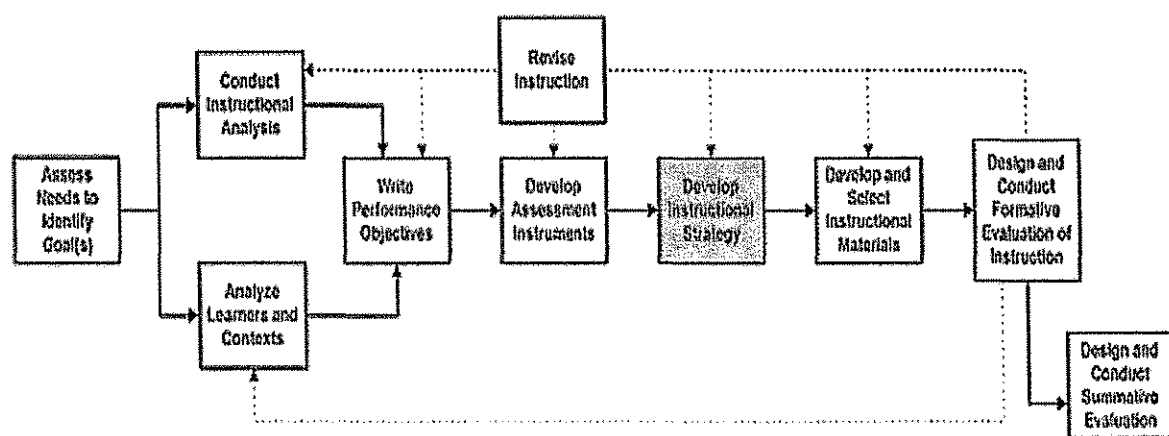 Revise
Instruction
Conduct
Instructional
Analysis
Assess
Needs to
Identify
Goal(s)
Write
Performance
Objectives
Develop
Assessment
Instruments
Develop
Instructional
Strategy
Develop and
Select
Instructional
Materials
Design and
Conduct
Formative
Evaluation of
Instruction
Analyze
Learners and
Contexts
Design and
Conduct
Summative
Evaluation